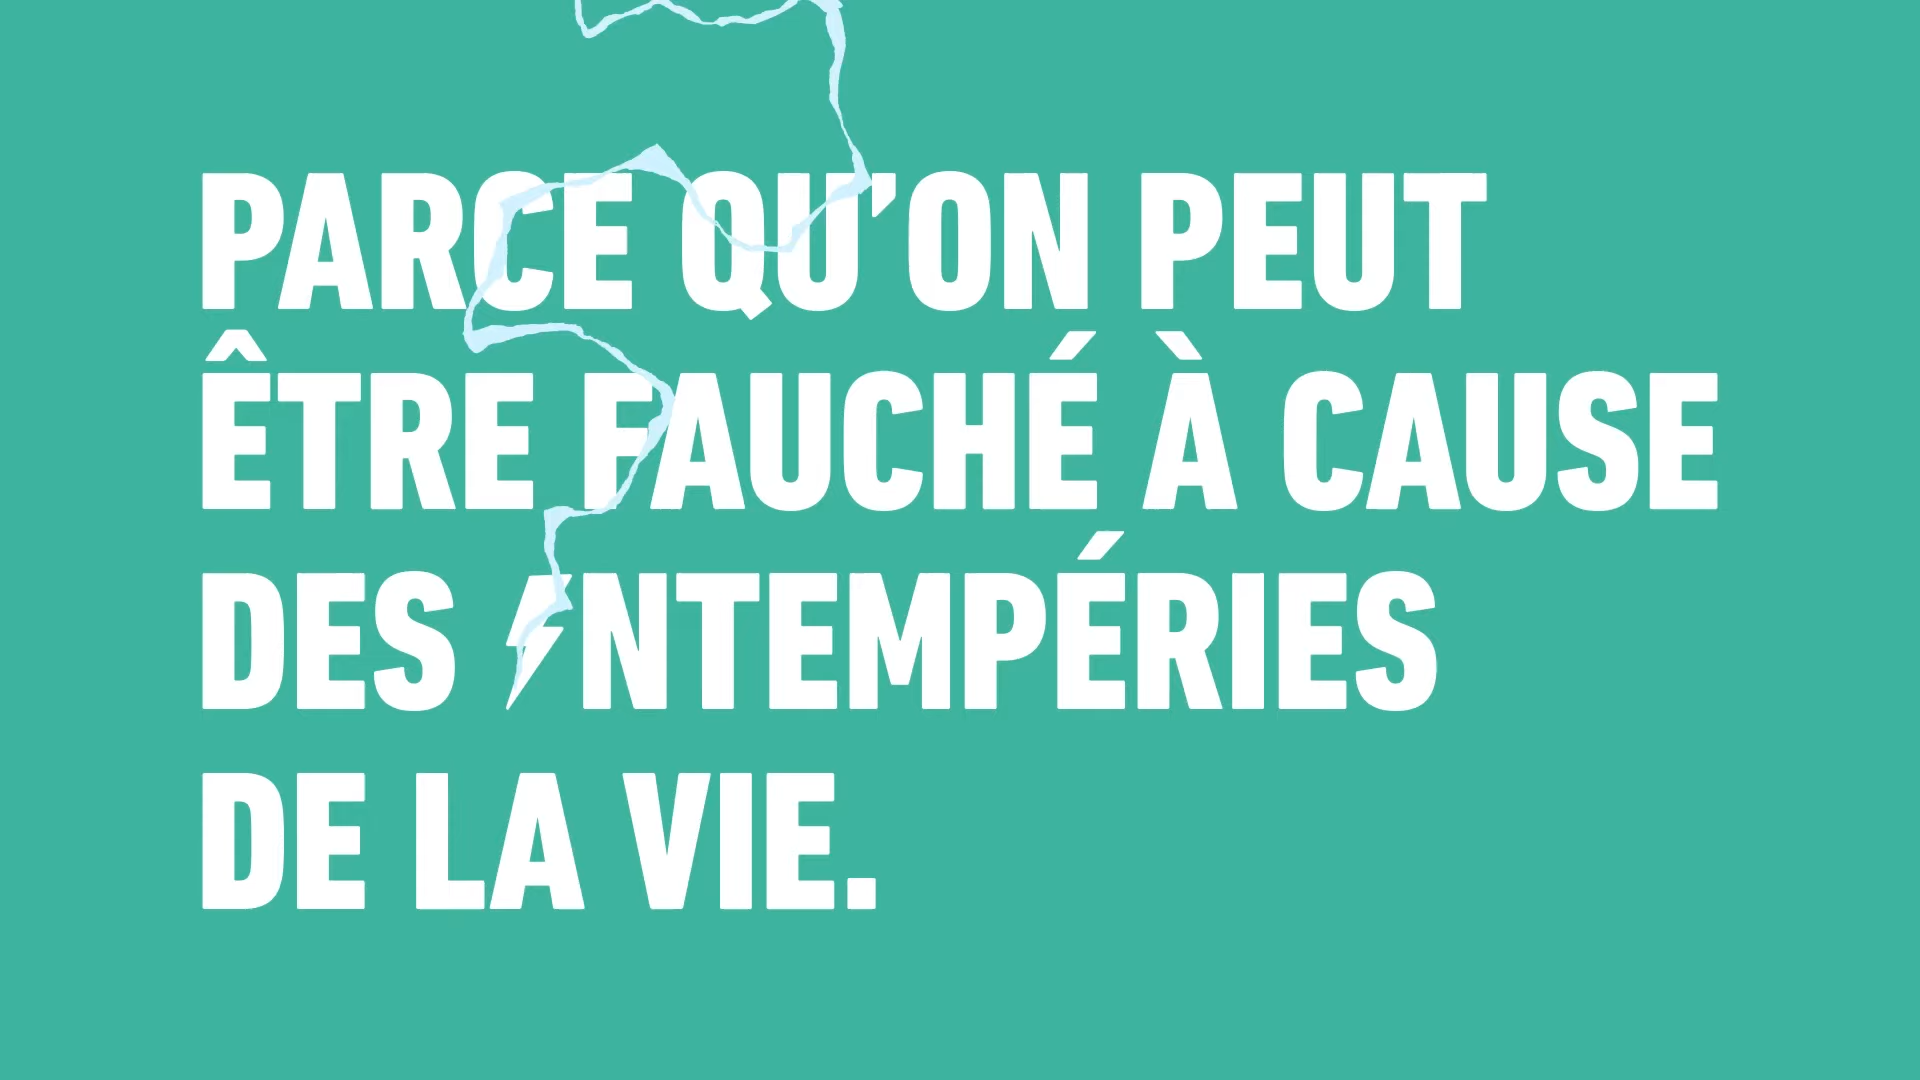 PARCE QU’ON PEUT
ÊTRE FAUCHÉ À CAUSE
DES INTEMPÉRIES
DE LA VIE.